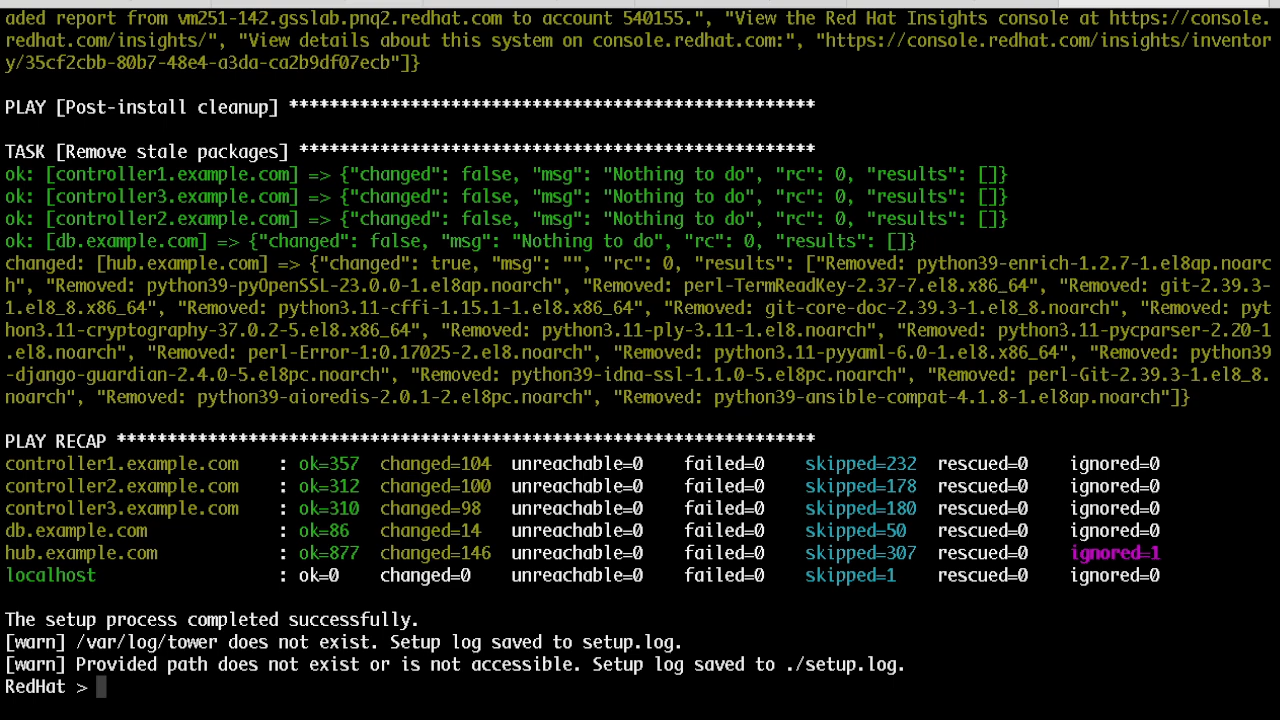 aded report from vm251-142.gsslab.pnq2.redhat.com to account 540155.", "View the Red Hat Insights console at https://console.
redhat.com/insights/", "View details about this system on console.redhat.com:", "https://console.redhat.com/insights/inventor
y/35cf2cbb-80b7-48e4-a3da-ca2b9df07ecb"]}
PLAY [Post-install cleanup] ****************************************************
TASK [Remove stale packages] ***************************************************
ok: [controller1.example.com] => {"changed": false, "msg": "Nothing to do", "rc": 0, "results": []}
ok: [controller3.example.com] => {"changed": false, "msg": "Nothing to do", "rc": 0, "results": []}
ok: [controller2.example.com] => {"changed": false, "msg": "Nothing to do", "rc": 0, "results": []}
ok: [db.example.com] => {"changed": false, "msg": "Nothing to do", "rc": 0, "results": []}
changed: [hub.example.com] => {"changed": true, "msg": "", "rc": 0, "results": ["Removed: python39-enrich-1.2.7-1.el8ap.noarc
h", "Removed: python39-pyOpenSSL-23.0.0-1.el8ap.noarch", "Removed: perl-TermReadKey-2.37-7.el8.x86_64", "Removed: git-2.39.3-
1.el8_8.x86_64", "Removed: python3.11-cffi-1.15.1-1.el8.x86_64", "Removed: git-core-doc-2.39.3-1.el8_8.noarch", "Removed: pyt
hon3.11-cryptography-37.0.2-5.el8.x86_64", "Removed: python3.11-ply-3.11-1.el8.noarch", "Removed: python3.11-pycparser-2.20-1
.el8.noarch", "Removed: perl-Error-1:0.17025-2.el8.noarch", "Removed: python3.11-pyyaml-6.0-1.el8.x86_64", "Removed: python39
-django-guardian-2.4.0-5.el8pc.noarch", "Removed: python39-idna-ssl-1.1.0-5.el8pc.noarch", "Removed: perl-Git-2.39.3-1.el8_8.
noarch", "Removed: python39-aioredis-2.0.1-2.el8pc.noarch", "Removed: python39-ansible-compat-4.1.8-1.el8ap.noarch"]}
PLAY RECAP *********************************************************************
controller1.example.com    : ok=357  changed=104  unreachable=0    failed=0    skipped=232  rescued=0    ignored=0
controller2.example.com    : ok=312  changed=100  unreachable=0    failed=0    skipped=178  rescued=0    ignored=0
controller3.example.com    : ok=310  changed=98   unreachable=0    failed=0    skipped=180  rescued=0    ignored=0
db.example.com             : ok=86   changed=14   unreachable=0    failed=0    skipped=50   rescued=0    ignored=0
hub.example.com            : ok=877  changed=146  unreachable=0    failed=0    skipped=307  rescued=0    ignored=1
localhost                  : ok=0    changed=0    unreachable=0    failed=0    skipped=1    rescued=0    ignored=0
The setup process completed successfully.
[warn] /var/log/tower does not exist. Setup log saved to setup.log.
[warn] Provided path does not exist or is not accessible. Setup log saved to ./setup.log.
RedHat >